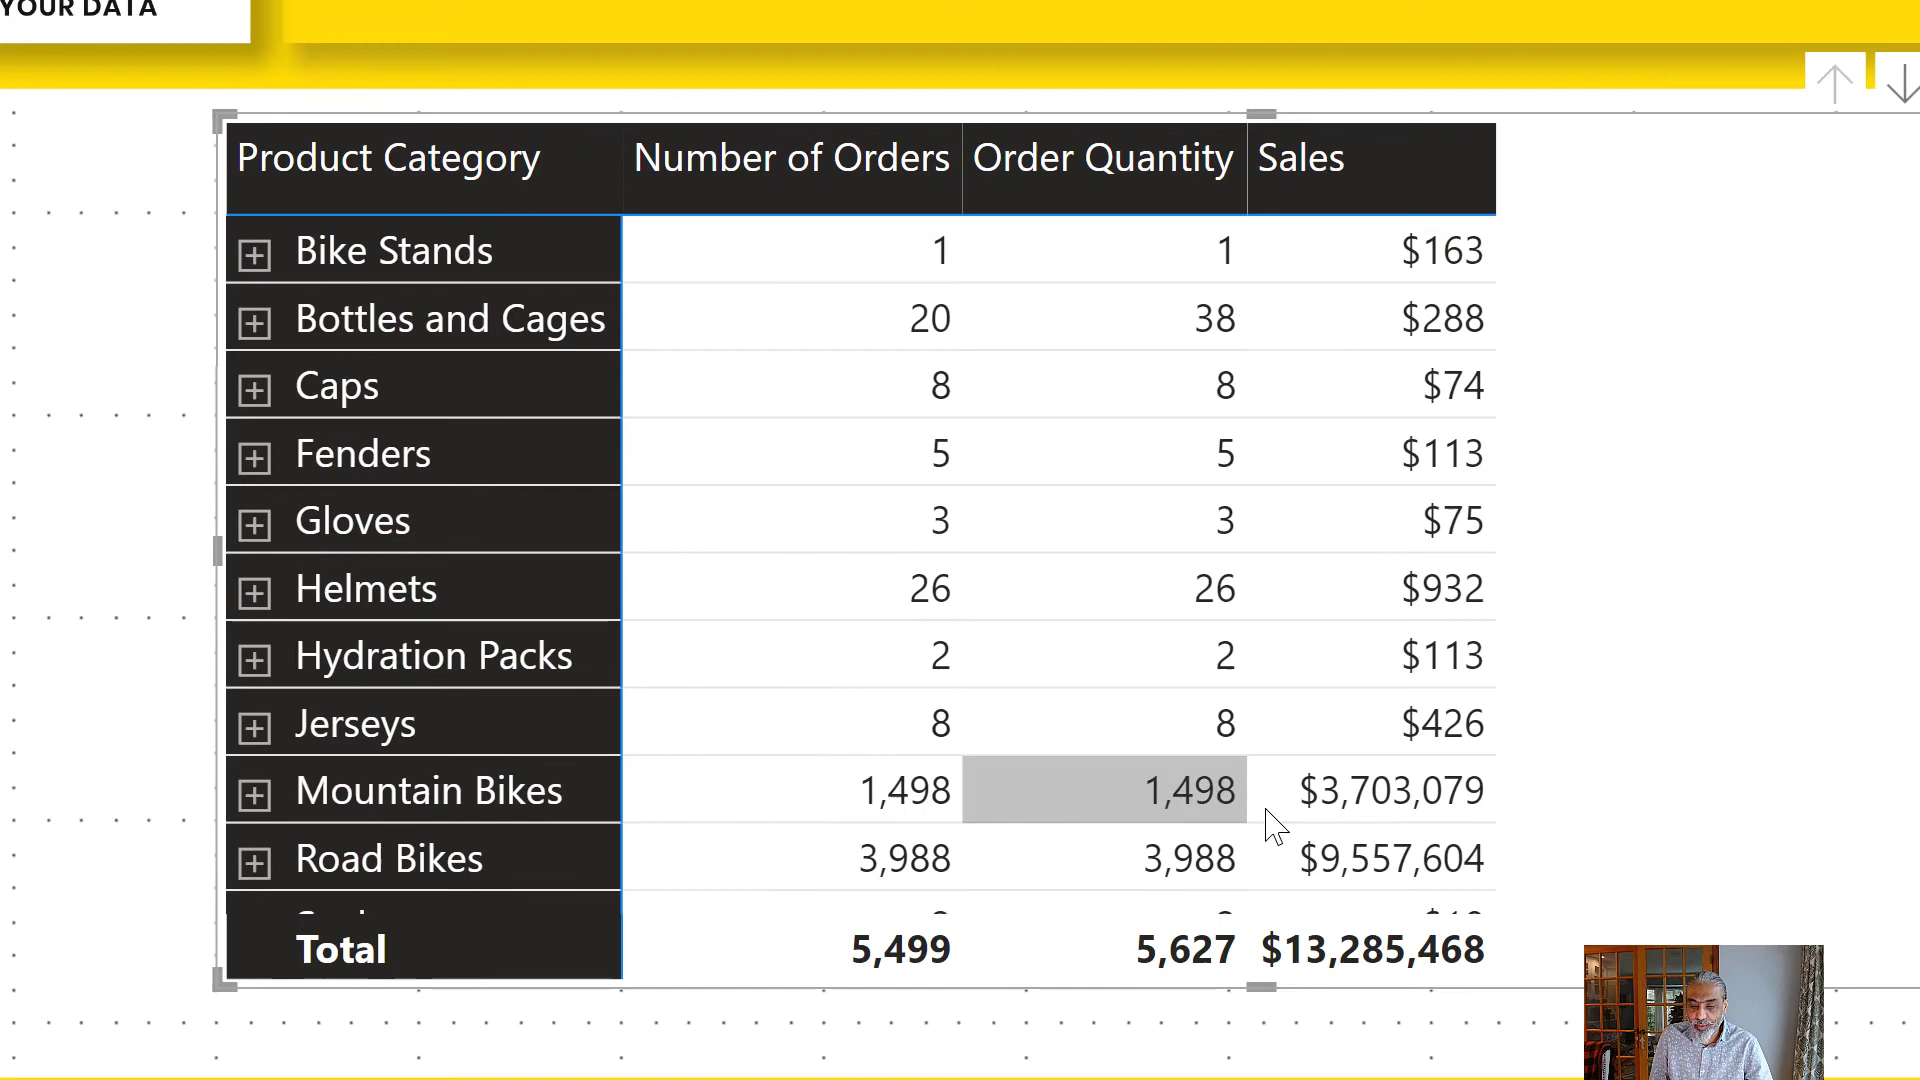 YOUR DATA
Product Category Number of Orders Order Quantity Sales
Bike Stands 1 1 $163
Bottles and Cages 20 38 $288
Caps 8 8 $74
Fenders 5 5 $113
Gloves 3 3 $75
Helmets 26 26 $932
Hydration Packs 2 2 $113
Jerseys 8 8 $426
Mountain Bikes 1,498 1,498 $3,703,079
Road Bikes 3,988 3,988 $9,557,604
Total 5,499 5,627 $13,285,468